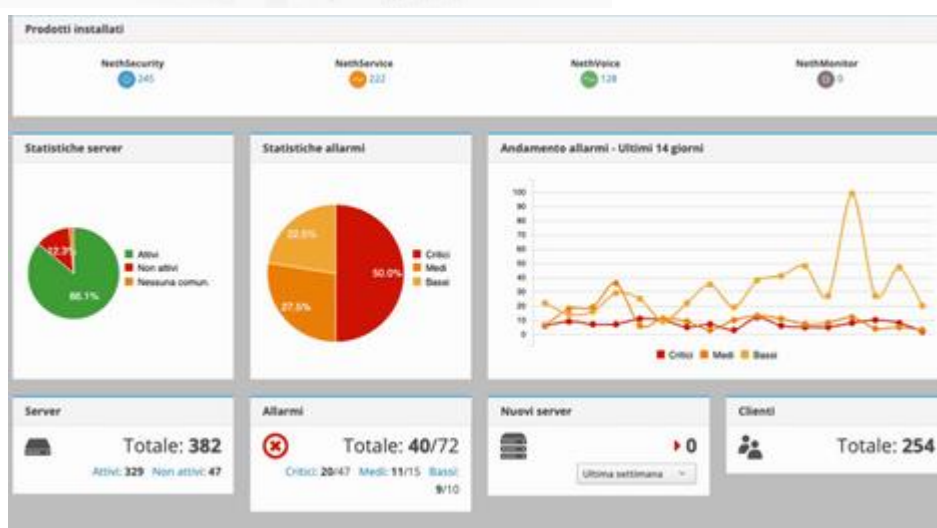 Prodotti installati
NethSecurity
245
NethService
222
NethVoice
128
NethMonitor
0
Statistiche server
12.3%
86.1%
Attivi
Non attivi
Nessuna comun.
Statistiche allarmi
22.5%
50.0%
27.5%
Critici
Medi
Bassi
Andamento allarmi - Ultimi 14 giorni
100
90
80
70
60
50
40
30
20
10
0
Critici Medi Bassi
Server
Totale: 382
Attivi: 329 Non attivi: 47
Allarmi
Totale: 40/72
Critici: 20/47 Medi: 11/15 Bassi:
9/10
Nuovi server
0
Ultima settimana
Clienti
Totale: 254